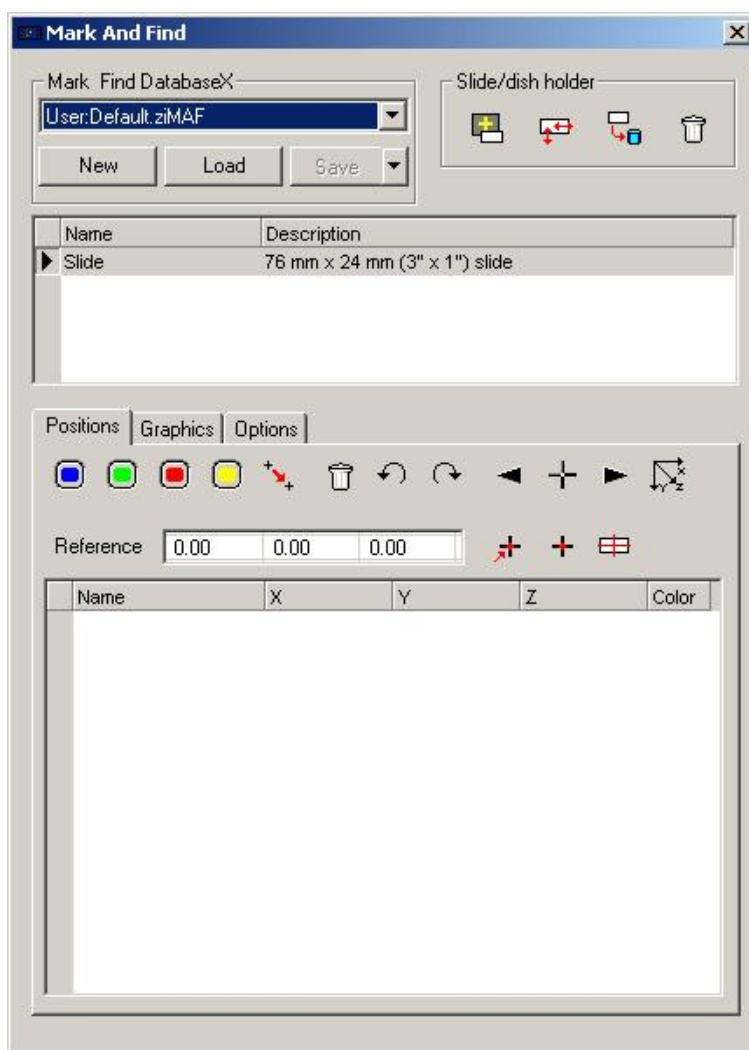 Mark And Find
Mark Find DatabaseX
Slide/dish holder
User:Default.ziMAF
New Load Save
Name Description
Slide 76 mm x 24 mm (3" x 1") slide
Positions Graphics Options
x
Y
z
Reference 0.00 0.00 0.00
Name X Y Z Color